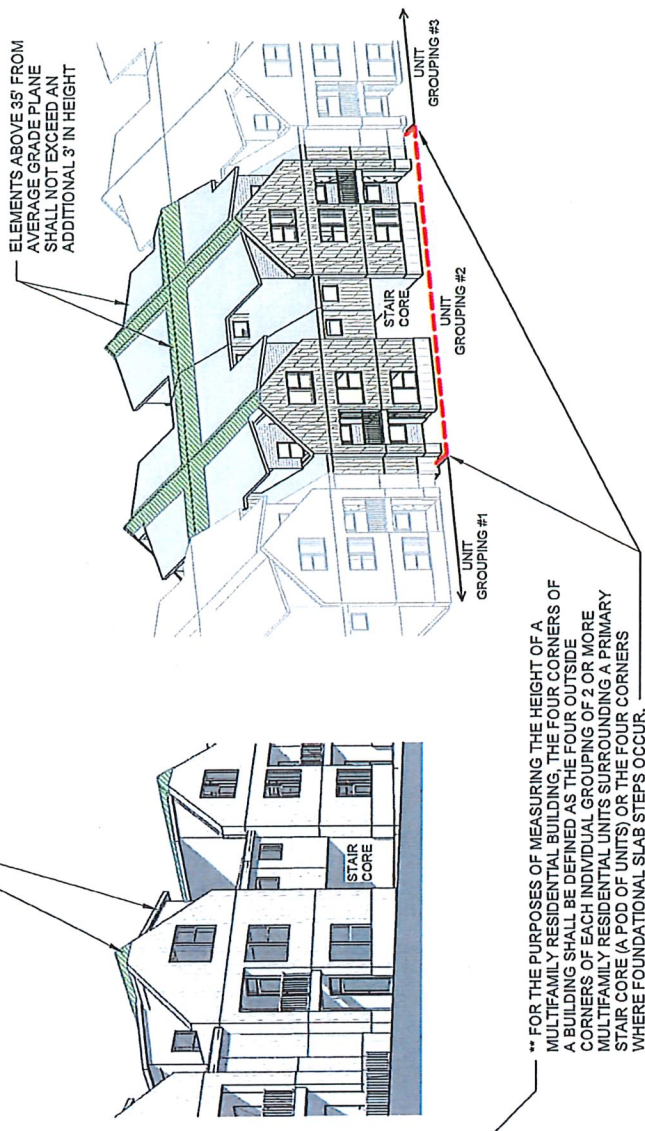 ELEMENTS ABOVE 35' FROM
AVERAGE GRADE PLANE
SHALL NOT EXCEED AN
ADDITIONAL 3' IN HEIGHT
STAIR
CORE
STAIR
CORE
UNIT
GROUPING #1
UNIT
GROUPING #2
UNIT
GROUPING #3
** FOR THE PURPOSES OF MEASURING THE HEIGHT OF A
MULTIFAMILY RESIDENTIAL BUILDING, THE FOUR CORNERS OF
A BUILDING SHALL BE DEFINED AS THE FOUR OUTSIDE
CORNERS OF EACH INDIVIDUAL GROUPING OF 2 OR MORE
MULTIFAMILY RESIDENTIAL UNITS SURROUNDING A PRIMARY
STAIR CORE (A POD OF UNITS) OR THE FOUR CORNERS
WHERE FOUNDATIONAL SLAB STEPS OCCUR.